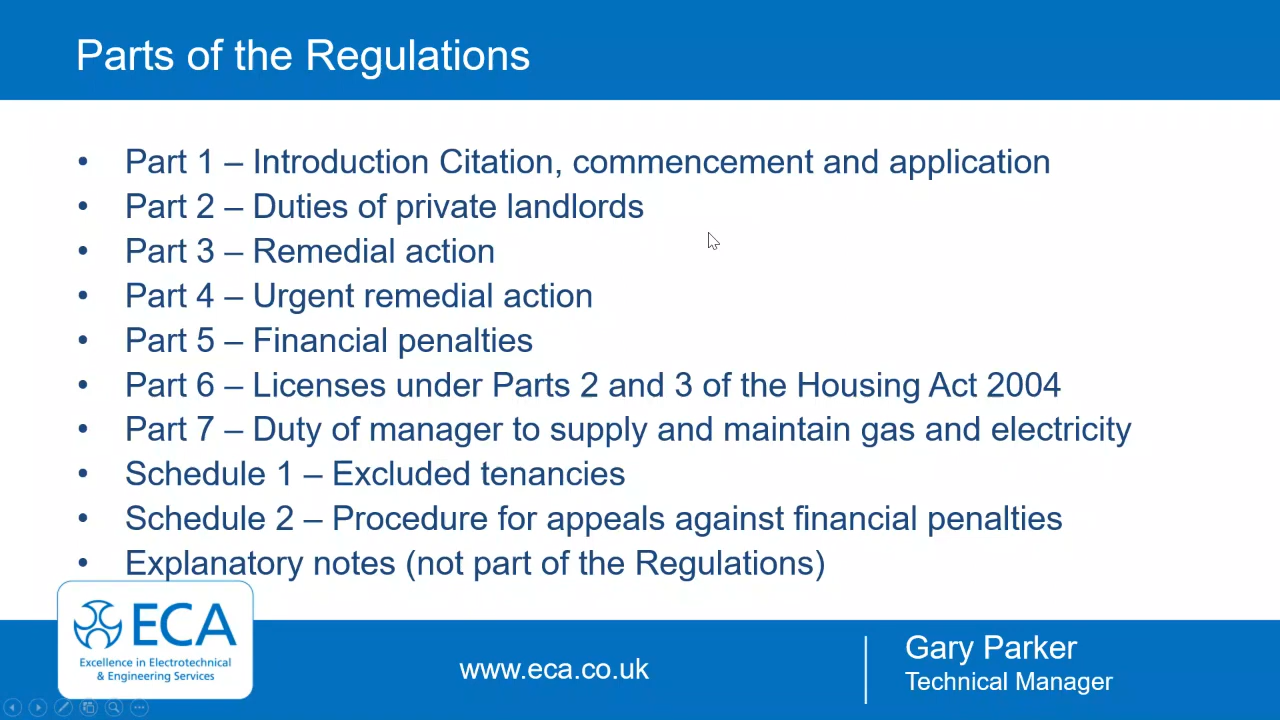 Parts of the Regulations
• Part 1 – Introduction Citation, commencement and application
• Part 2 – Duties of private landlords
• Part 3 – Remedial action
• Part 4 – Urgent remedial action
• Part 5 – Financial penalties
• Part 6 – Licenses under Parts 2 and 3 of the Housing Act 2004
• Part 7 – Duty of manager to supply and maintain gas and electricity
• Schedule 1 – Excluded tenancies
• Schedule 2 – Procedure for appeals against financial penalties
• Explanatory notes (not part of the Regulations)
ECA
Excellence in Electrotechnical
& Engineering Services
www.eca.co.uk
Gary Parker
Technical Manager